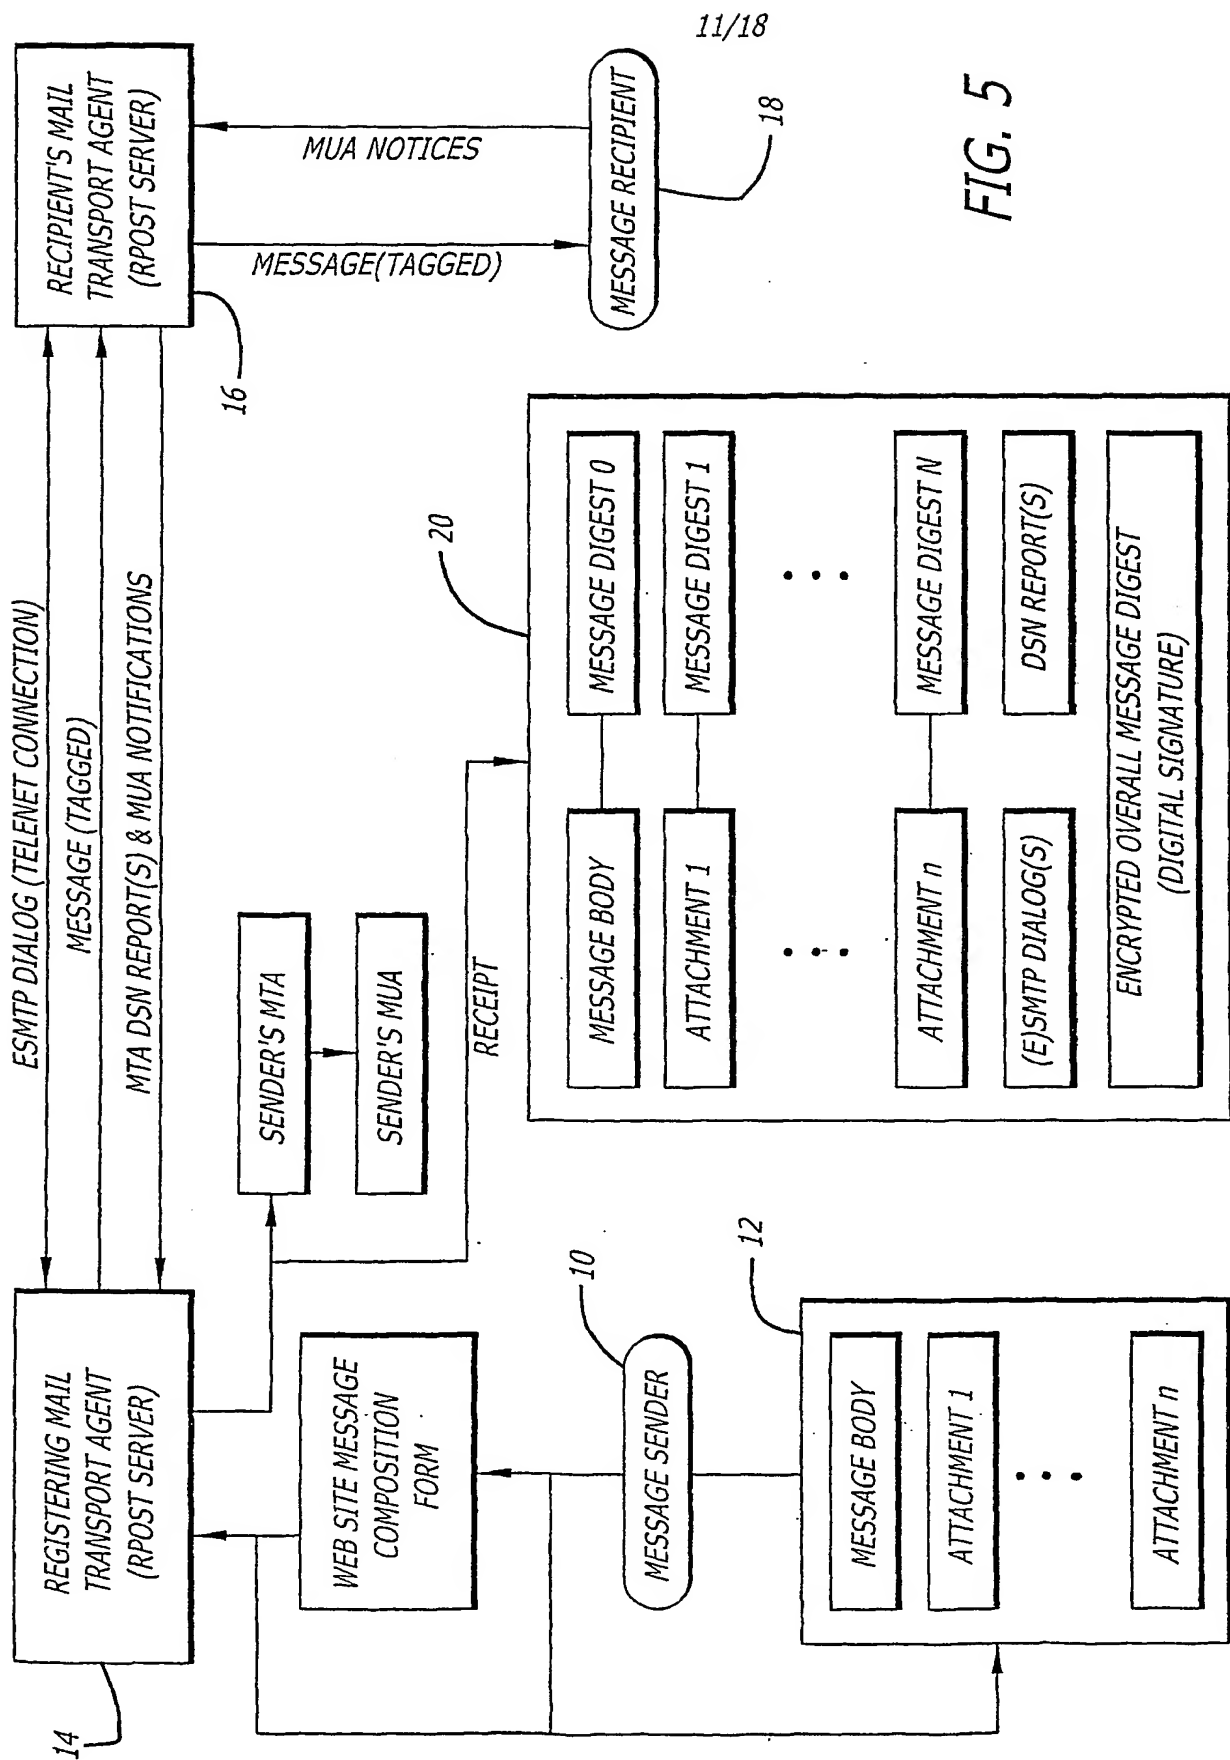 11/18
REGISTERING MAIL
TRANSPORT AGENT
(RPOST SERVER)
14
ESMTP DIALOG (TELENET CONNECTION)
MESSAGE (TAGGED)
MTA DSN REPORT(S) & MUA NOTIFICATIONS
RECIPIENT'S MAIL
TRANSPORT AGENT
(RPOST SERVER)
16
MUA NOTICES
MESSAGE(TAGGED)
MESSAGE RECIPIENT
18
WEB SITE MESSAGE
COMPOSITION
FORM
SENDER'S MTA
SENDER'S MUA
RECEIPT
MESSAGE SENDER
10
12
MESSAGE BODY
ATTACHMENT 1
ATTACHMENT n
20
MESSAGE BODY
MESSAGE DIGEST 0
ATTACHMENT 1
MESSAGE DIGEST 1
ATTACHMENT n
MESSAGE DIGEST N
(E)SMTP DIALOG(S)
DSN REPORT(S)
ENCRYPTED OVERALL MESSAGE DIGEST
(DIGITAL SIGNATURE)
FIG. 5